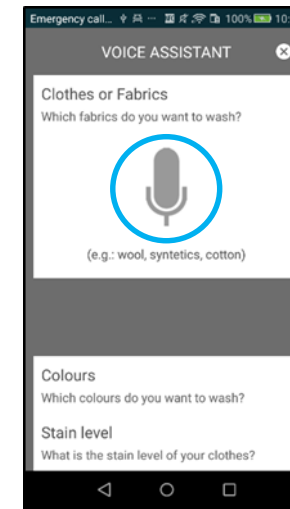 Emergency call... 100% 10:
VOICE ASSISTANT
Clothes or Fabrics
Which fabrics do you want to wash?
(e.g.: wool, syntetics, cotton)
Colours
Which colours do you want to wash?
Stain level
What is the stain level of your clothes?